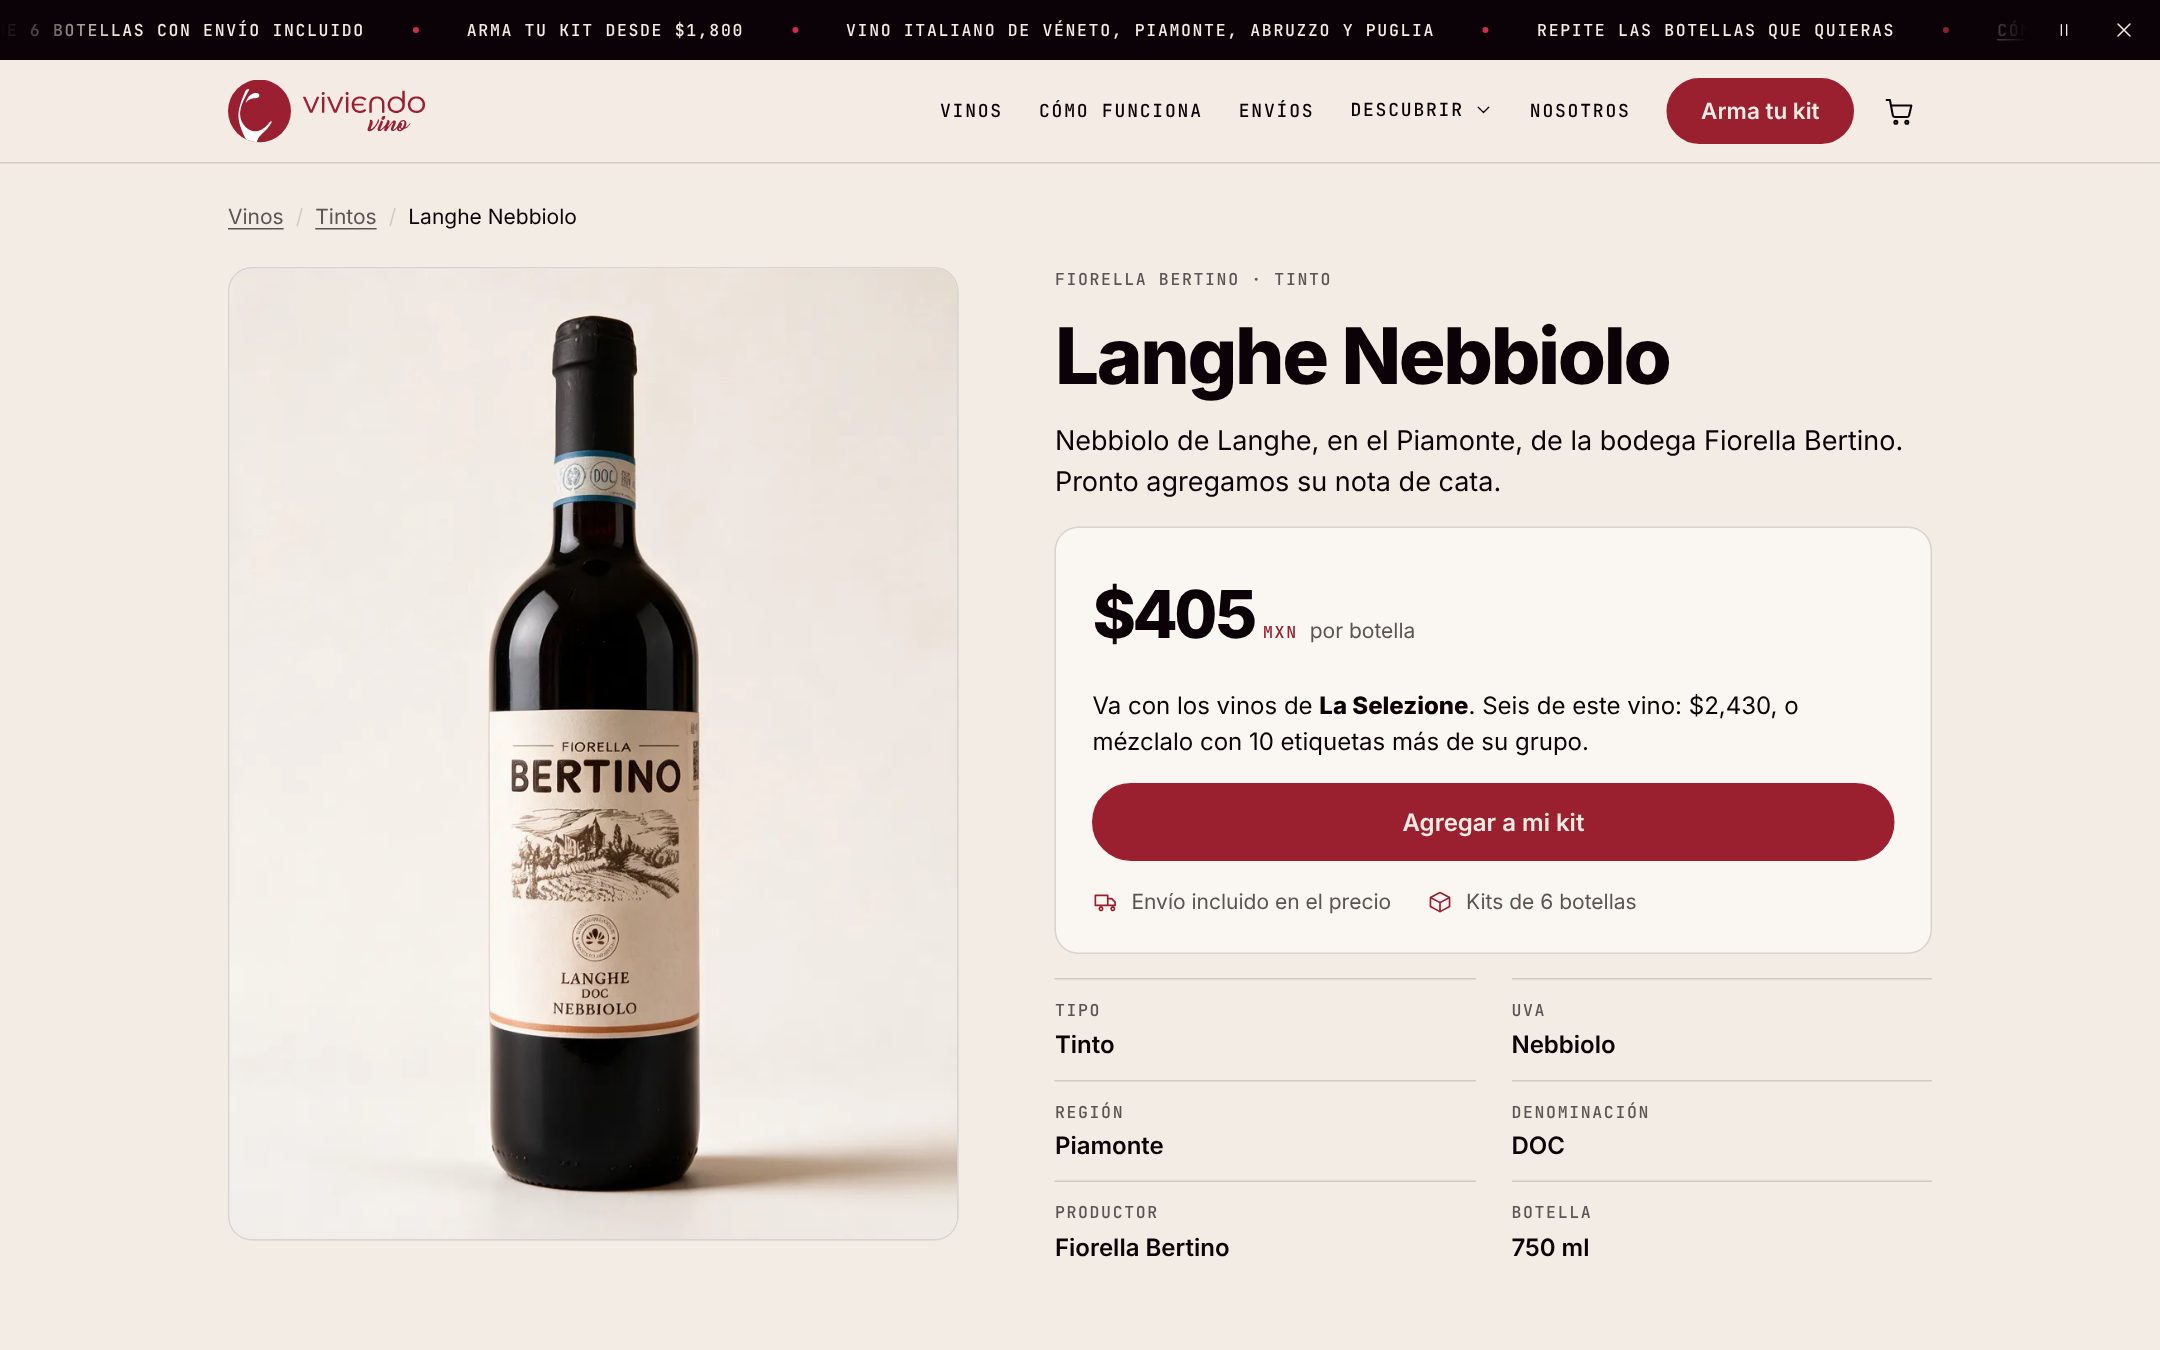 6 BOTELLAS CON ENVÍO INCLUIDO • ARMA TU KIT DESDE $1,800 • VINO ITALIANO DE VÉNETO, PIAMONTE, ABRUZZO Y PUGLIA • REPITE LAS BOTELLAS QUE QUIERAS •
viviendo
vino
VINOS CÓMO FUNCIONA ENVÍOS DESCUBRIR NOSOTROS Arma tu kit
Vinos / Tintos / Langhe Nebbiolo
DOC
FIORELLA
BERTINO
LANGHE
DOC
NEBBIOLO
FIORELLA BERTINO · TINTO
Langhe Nebbiolo
Nebbiolo de Langhe, en el Piamonte, de la bodega Fiorella Bertino.
Pronto agregamos su nota de cata.
$405 MXN por botella
Va con los vinos de La Selezione. Seis de este vino: $2,430, o
mézclalo con 10 etiquetas más de su grupo.
Agregar a mi kit
Envío incluido en el precio Kits de 6 botellas
TIPO
Tinto
UVA
Nebbiolo
REGIÓN
Piamonte
DENOMINACIÓN
DOC
PRODUCTOR
Fiorella Bertino
BOTELLA
750 ml